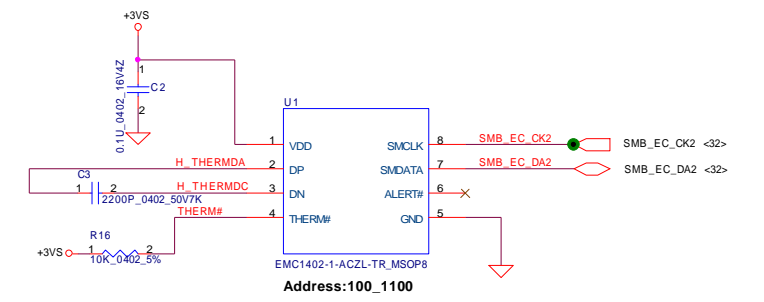 +3VS
0.1U_0402_16V4Z
1
C2
2
U1
1 VDD SMCLK 8 SMB_EC_CK2 SMB_EC_CK2 <32>
H_THERMDA 2 DP SMDATA 7 SMB_EC_DA2 SMB_EC_DA2 <32>
C3
1 2 H_THERMDC 3 DN ALERT# 6
2200P_0402_50V7K
THERM# 4 THERM# GND 5
R16
+3VS 1 2
10K_0402_5%
EMC1402-1-ACZL-TR_MSOP8
Address:100_1100